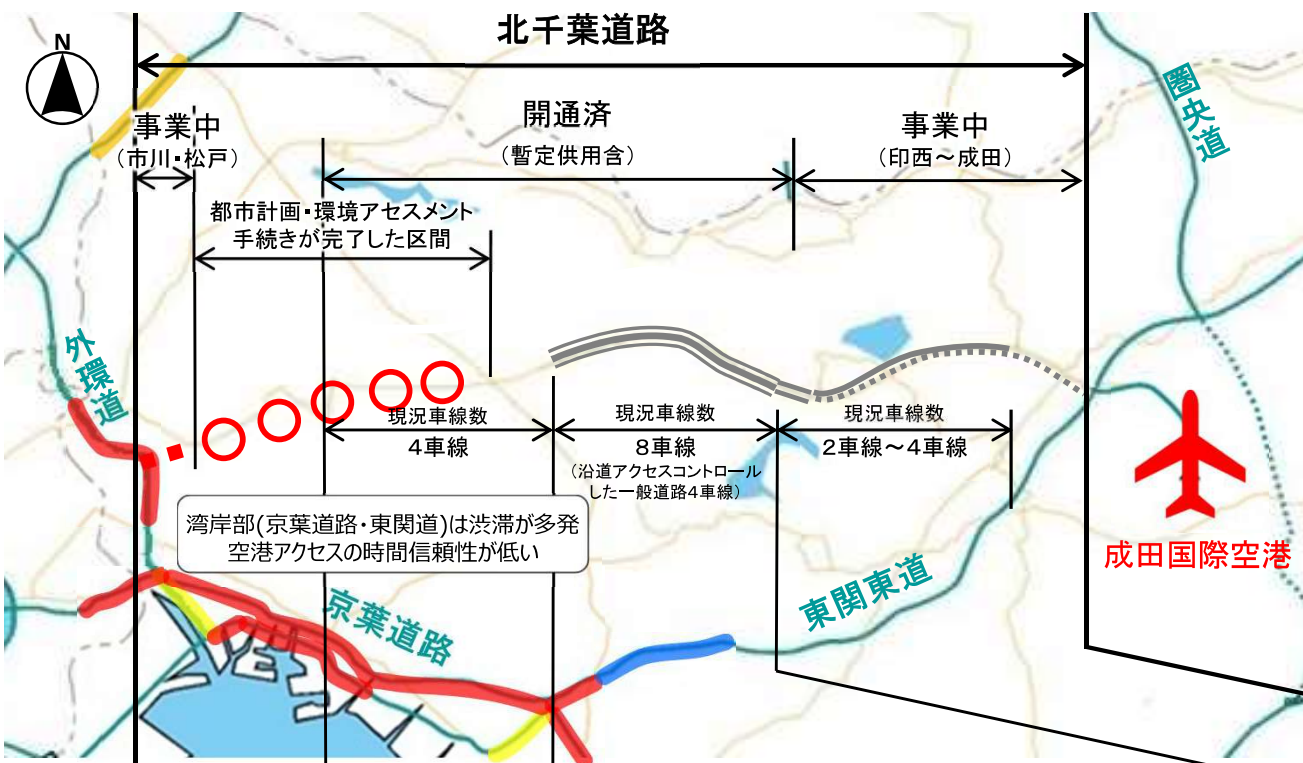 北千葉道路
N
事業中
（市川・松戸）
開通済
（暫定供用含）
事業中
（印西～成田）
圏央道
都市計画・環境アセスメント
手続きが完了した区間
外環道
現況車線数
4車線
現況車線数
8車線
（沿道アクセスコントロール
した一般道路4車線）
現況車線数
2車線～4車線
湾岸部(京葉道路・東関道)は渋滞が多発
空港アクセスの時間信頼性が低い
成田国際空港
京葉道路
東関東道